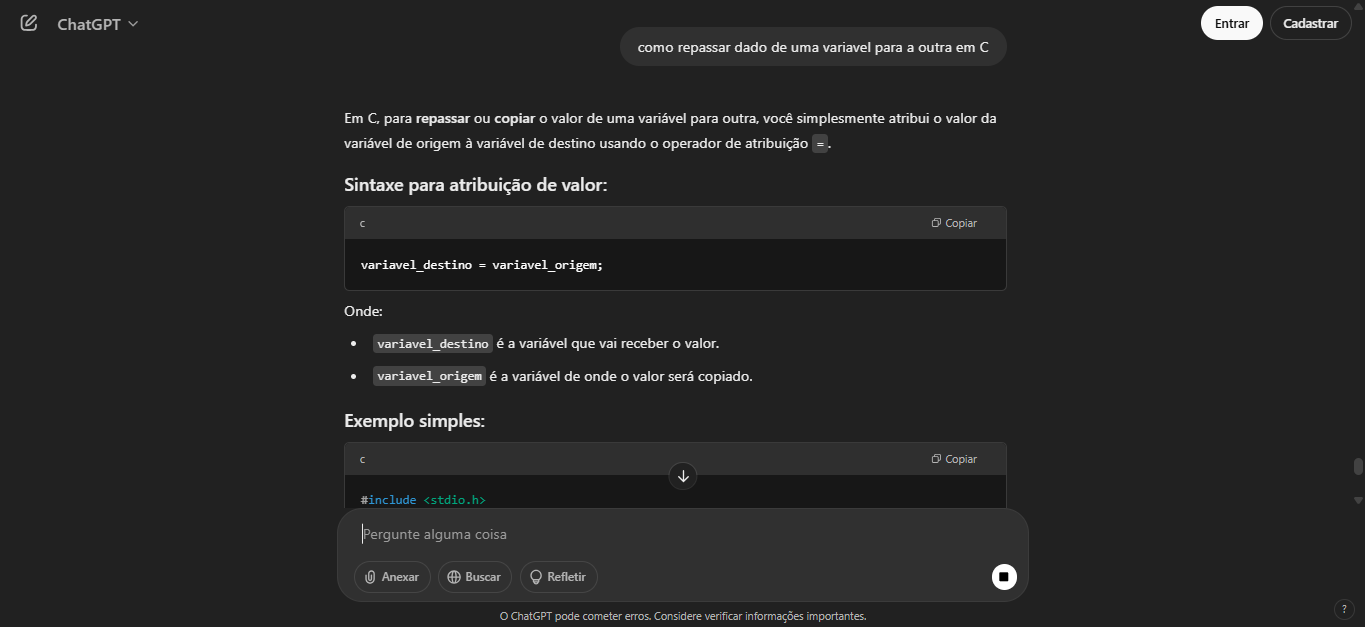 ChatGPT
Entrar
Cadastrar
como repassar dado de uma variavel para a outra em C
Em C, para repassar ou copiar o valor de uma variável para outra, você simplesmente atribui o valor da
variável de origem à variável de destino usando o operador de atribuição =.
Sintaxe para atribuição de valor:
c
Copiar
variavel_destino = variavel_origem;
Onde:
• variavel_destino é a variável que vai receber o valor.
• variavel_origem é a variável de onde o valor será copiado.
Exemplo simples:
c
Copiar
#include <stdio.h>
Pergunte alguma coisa
Anexar
Buscar
Refletir
O ChatGPT pode cometer erros. Considere verificar informações importantes.
?